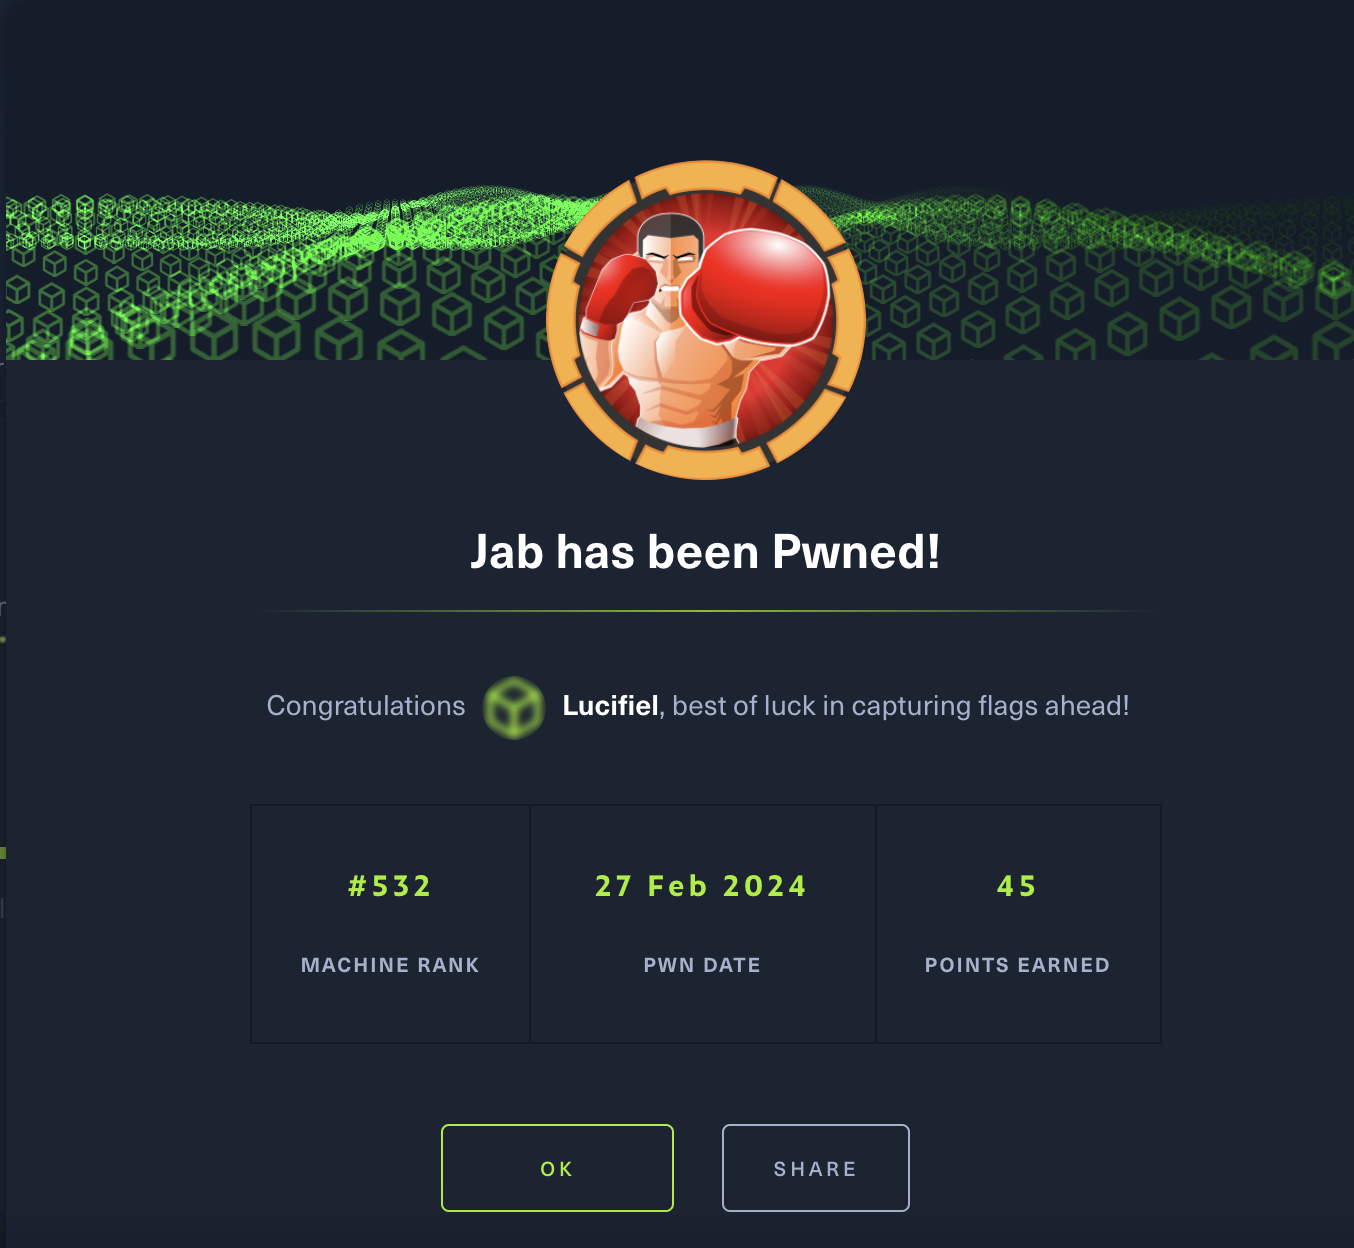 Jab has been Pwned!
Congratulations Lucifiel, best of luck in capturing flags ahead!
#532
27 Feb 2024
45
MACHINE RANK
PWN DATE
POINTS EARNED
OK
SHARE